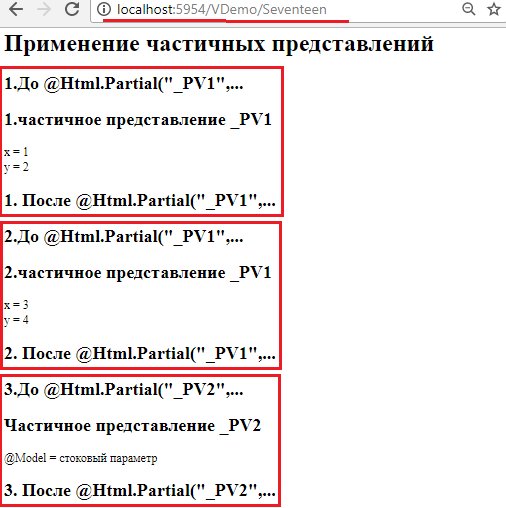 localhost:5954/VDemo/Seventeen
Применение частичных представлений
1.До @Html.Partial("_PV1",...
1.частичное представление _PV1
x = 1
y = 2
1. После @Html.Partial("_PV1",...
2.До @Html.Partial("_PV1",...
2.частичное представление _PV1
x = 3
y = 4
2. После @Html.Partial("_PV1",...
3.До @Html.Partial("_PV2",...
Частичное представление _PV2
@Model = стоковый параметр
3. После @Html.Partial("_PV2",...